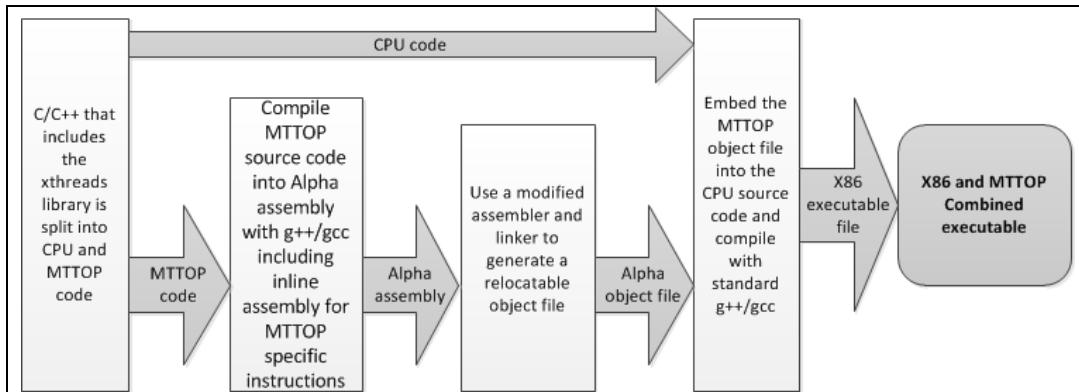 CPU code
C/C++ that
includes
the
xthreads
library is
split into
CPU and
MTTOP
code
MTTOP
code
Compile
MTTOP
source code
into Alpha
assembly
with g++/gcc
including
inline
assembly for
MTTOP
specific
instructions
Alpha
assembly
Use a modified
assembler and
linker to
generate a
relocatable
object file
Alpha
object file
Embed the
MTTOP
object file
into the
CPU source
code and
compile
with
standard
g++/gcc
X86
executable
file
X86 and MTTOP
Combined
executable